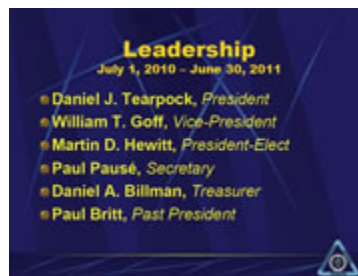 Leadership
July 1, 2010 – June 30, 2011
Daniel J. Tearpock, President
William T. Goff, Vice-President
Martin D. Hewitt, President-Elect
Paul Pausé, Secretary
Daniel A. Billman, Treasurer
Paul Britt, Past President